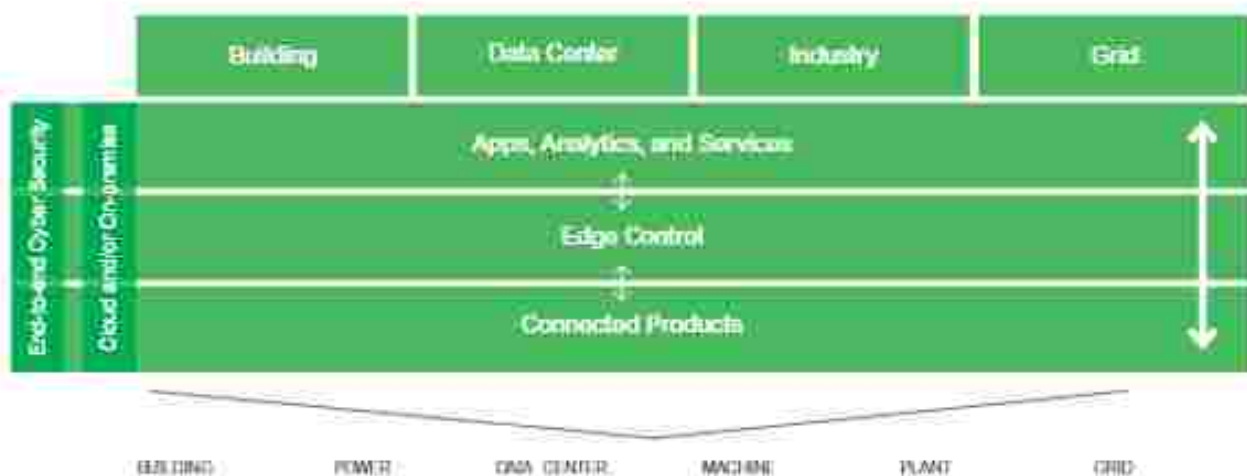 Building
Data Center
Industry
Grid
Apps, Analytics, and Services
Edge Control
Connected Products
End-to-end Cyber Security
Cloud and/or On-premise
BUILDING
POWER
DATA CENTER
MACHINE
PLANT
GRID